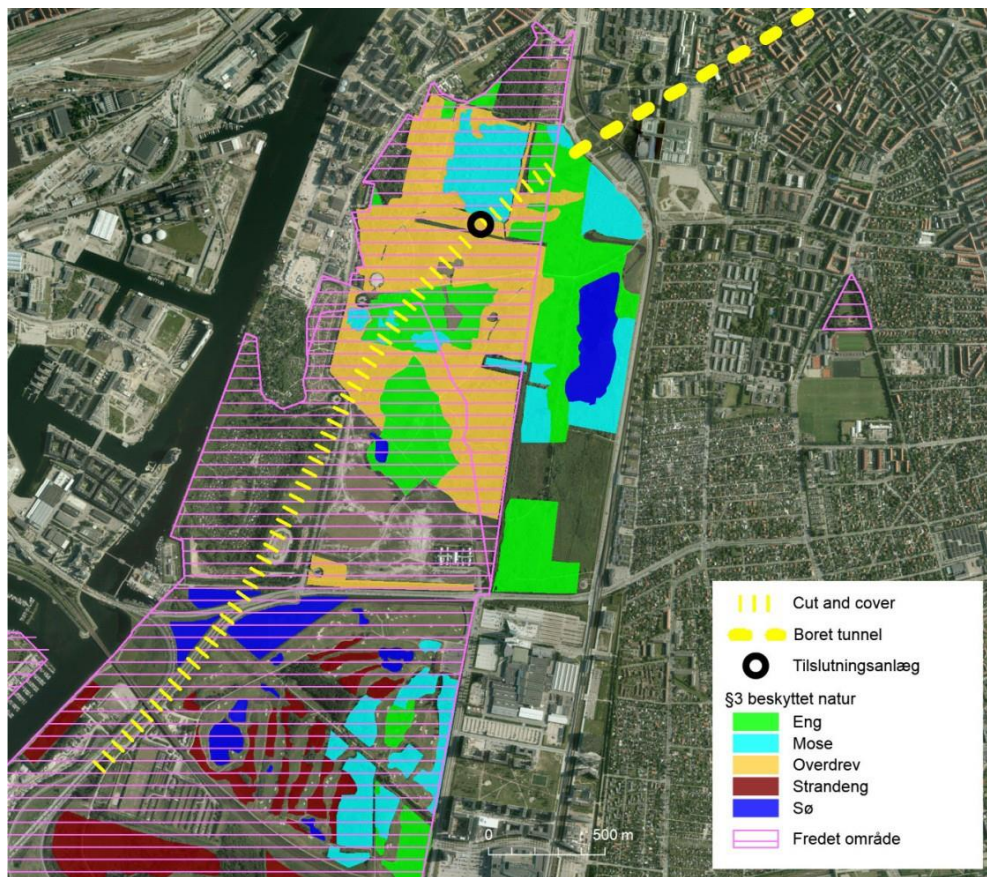 Cut and cover
Boret tunnel
Tilslutningsanlæg
§3 beskyttet natur
Eng
Mose
Overdrev
Strandeng
Sø
Fredet område
0 500 m